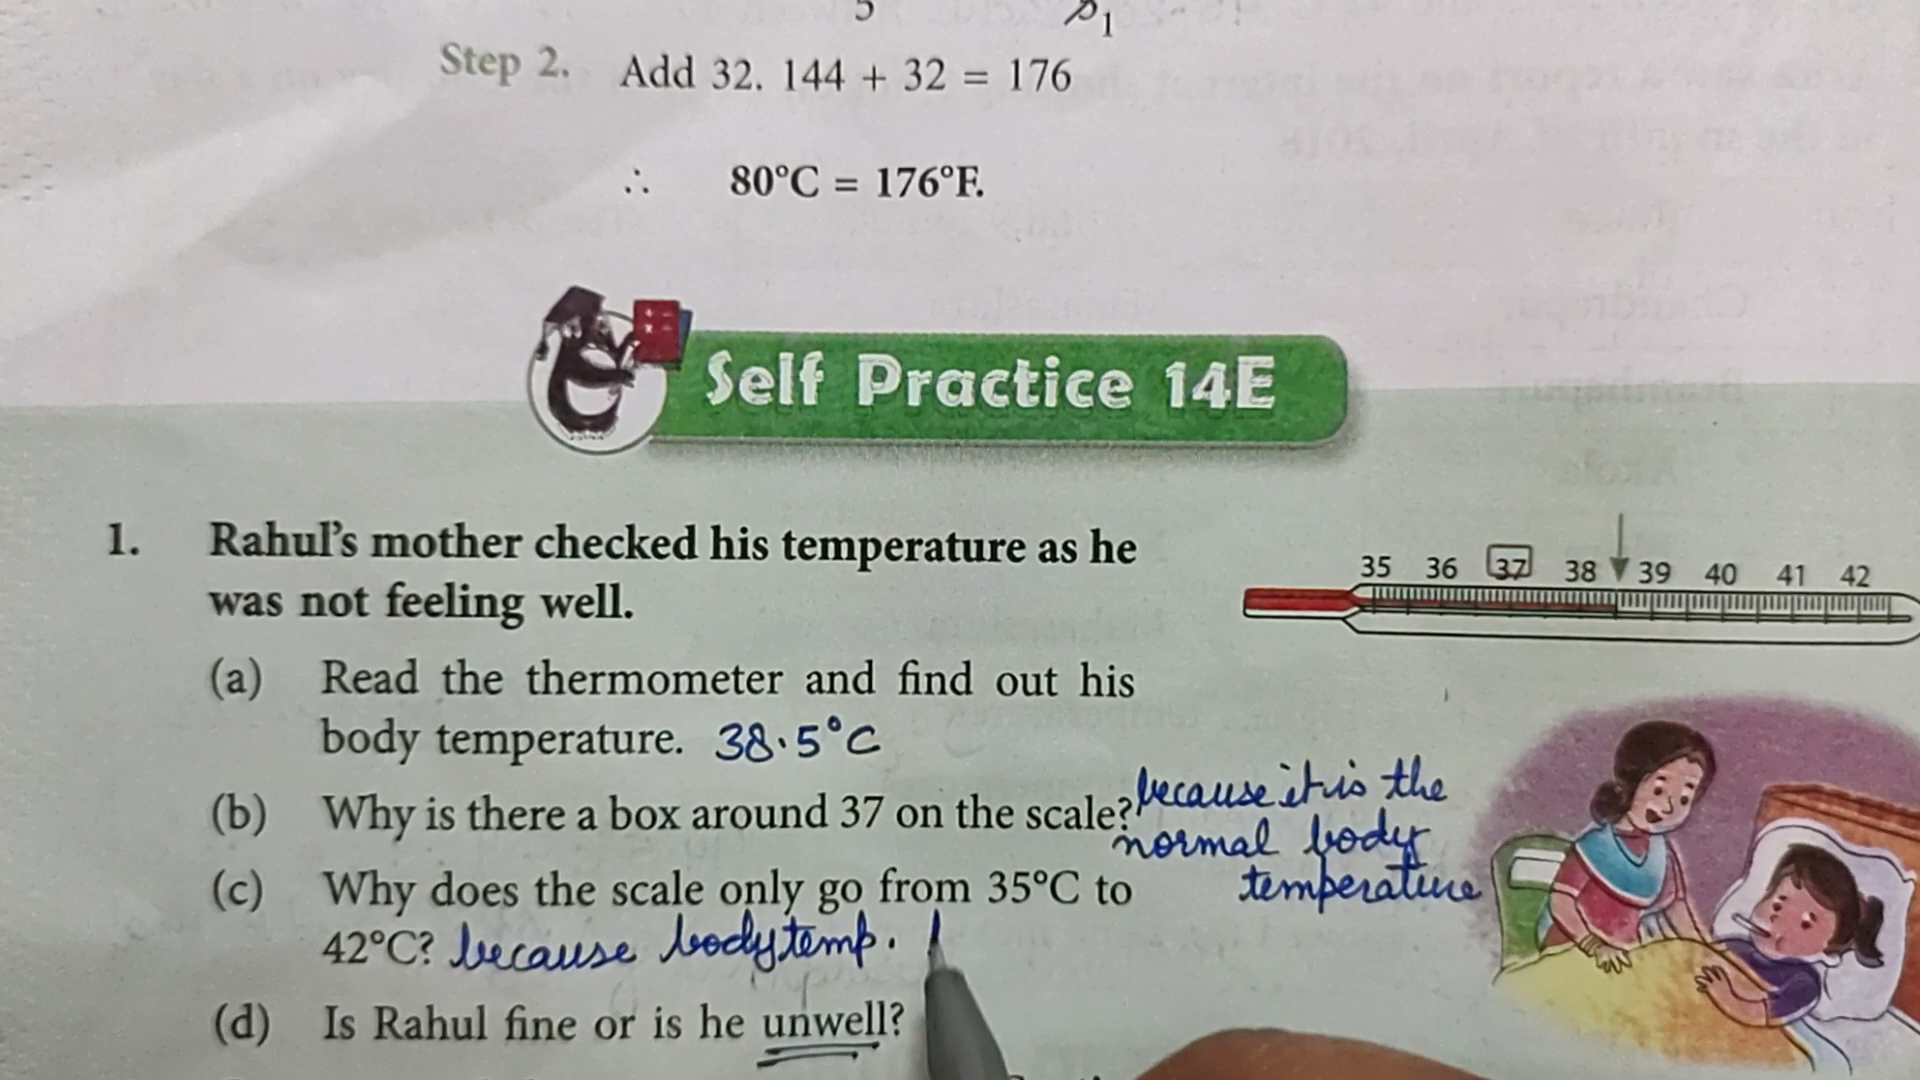 5
1
Step 2. Add 32. 144 + 32 = 176
∴ 80°C = 176°F.
Self Practice 14E
1. Rahul's mother checked his temperature as he
was not feeling well.
35 36 37 38 39 40 41 42
(a) Read the thermometer and find out his
body temperature. 38.5°C
(b) Why is there a box around 37 on the scale? because it is the
normal body
temperature
(c) Why does the scale only go from 35°C to
42°C? because body temp.
(d) Is Rahul fine or is he unwell?